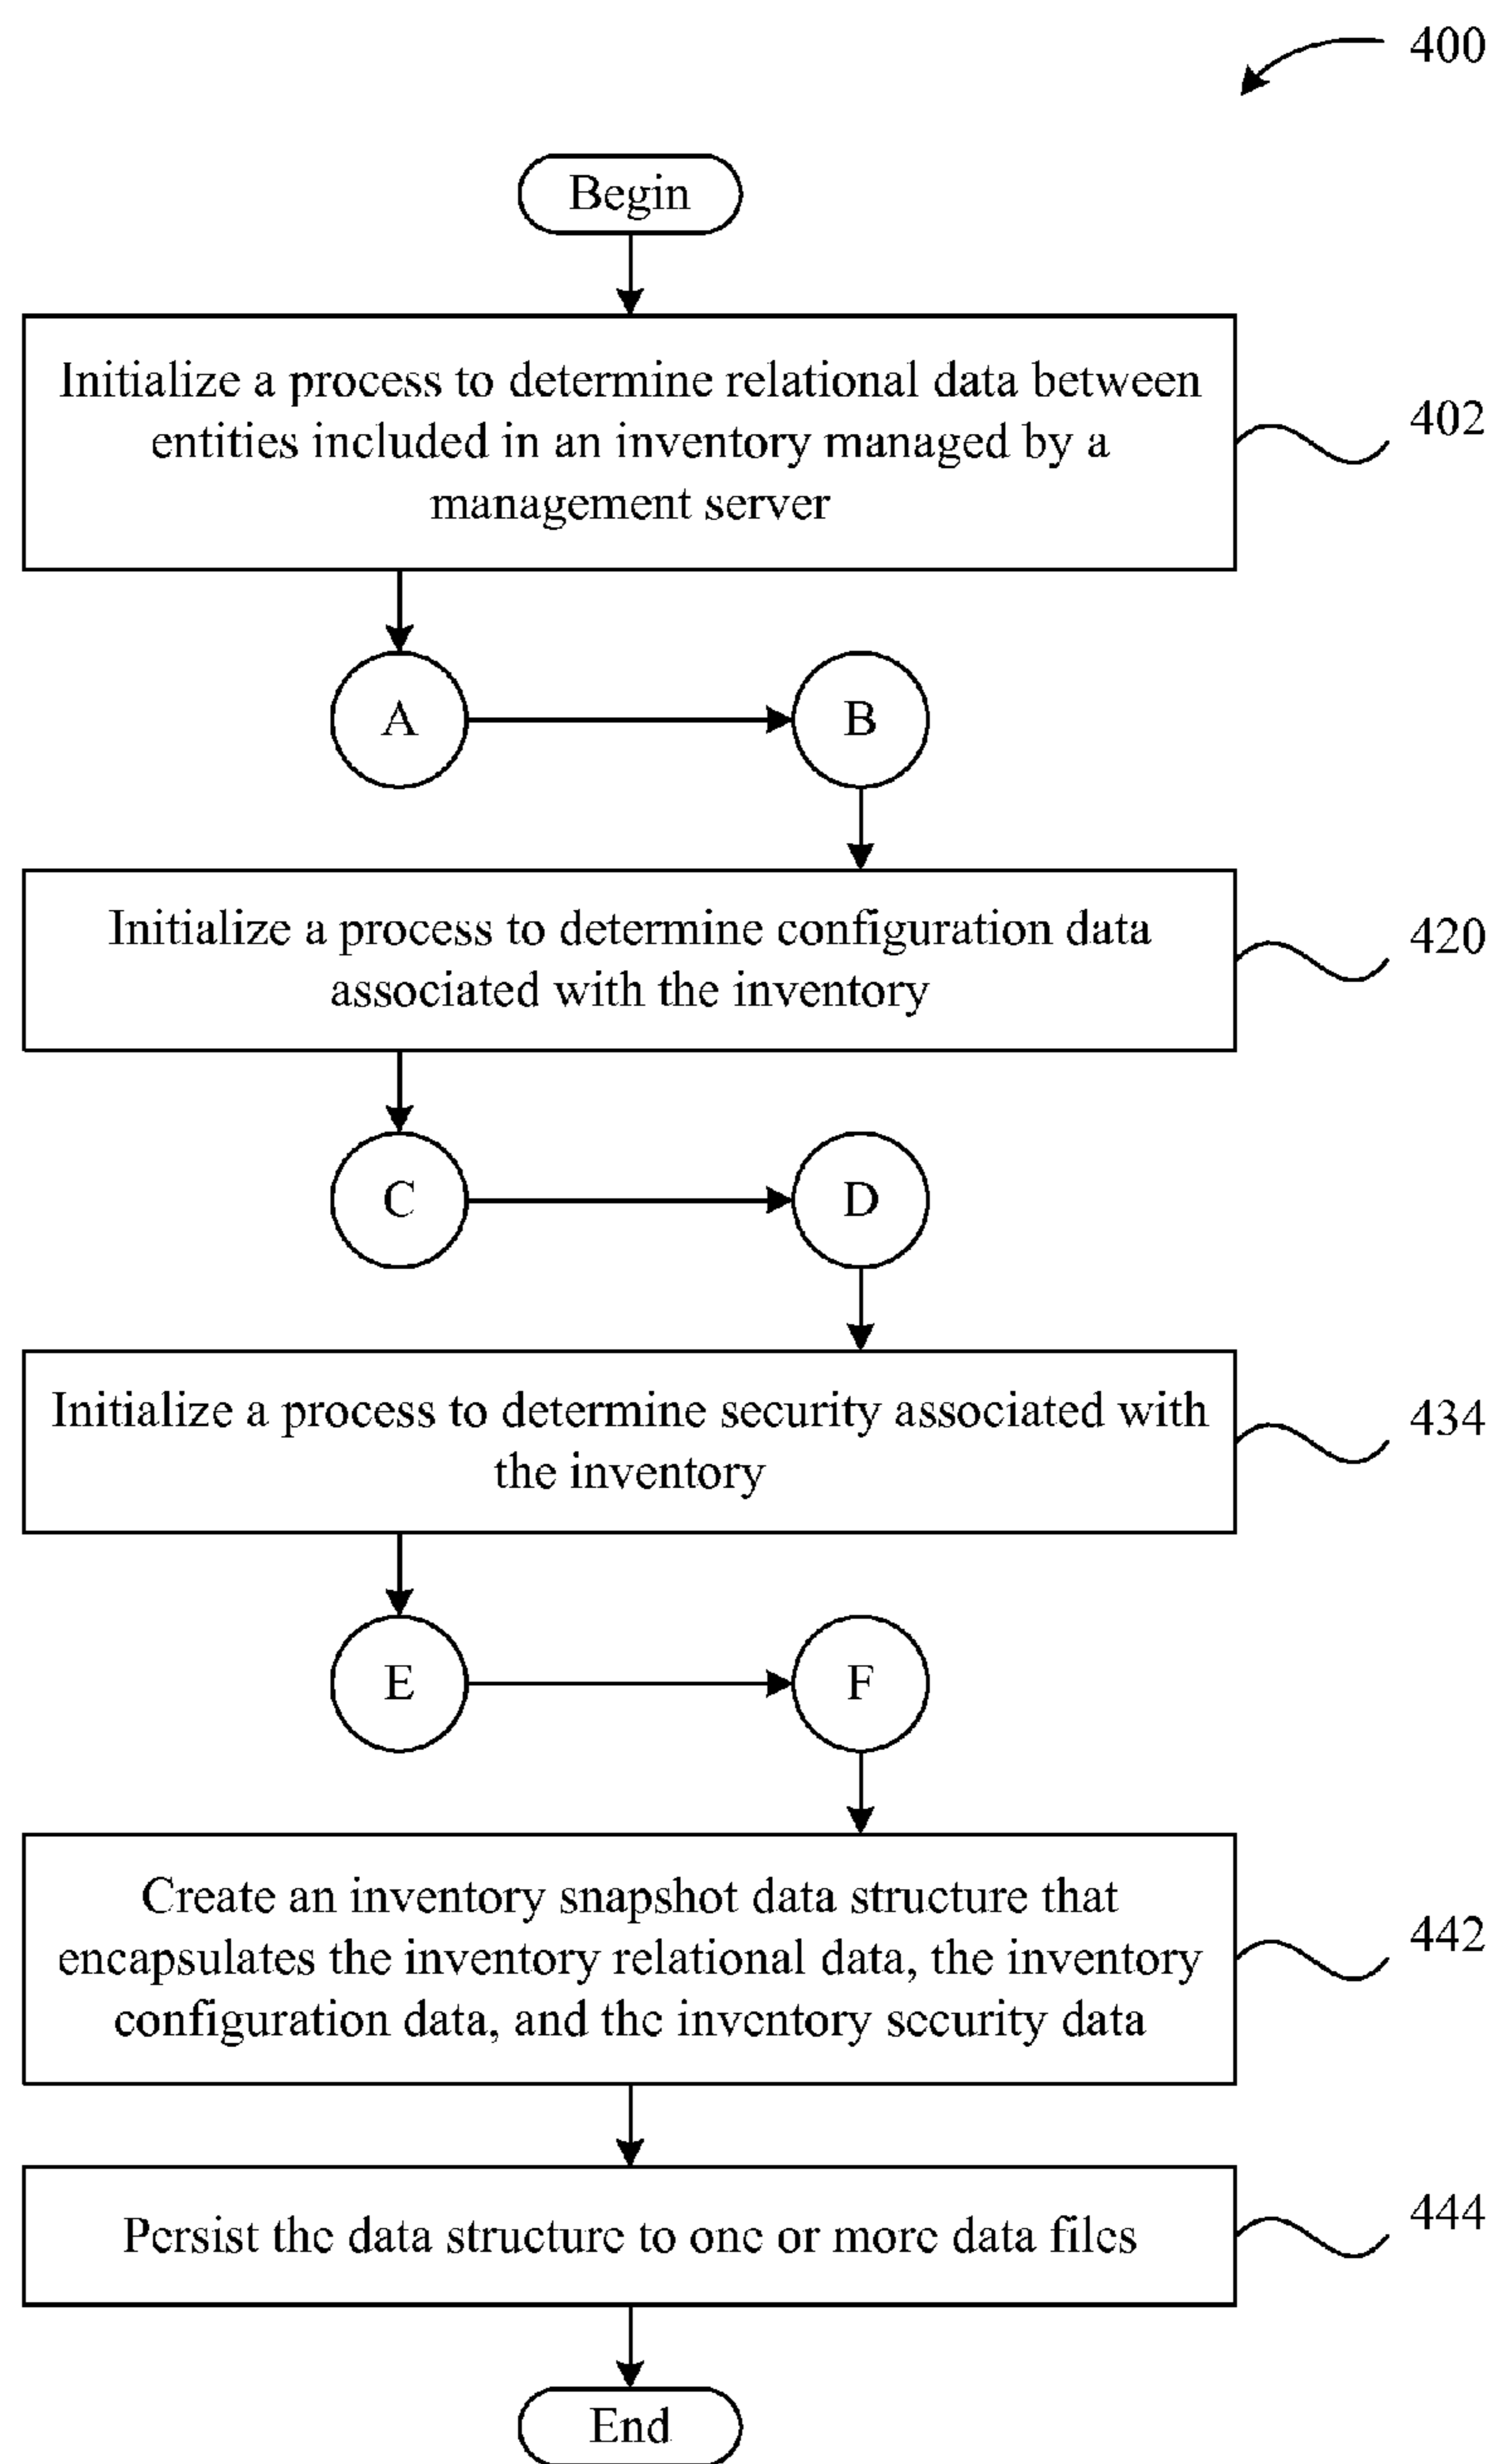 400
Begin
Initialize a process to determine relational data between
entities included in an inventory managed by a
management server
402
A
B
Initialize a process to determine configuration data
associated with the inventory
420
C
D
Initialize a process to determine security associated with
the inventory
434
E
F
Create an inventory snapshot data structure that
encapsulates the inventory relational data, the inventory
configuration data, and the inventory security data
442
Persist the data structure to one or more data files
444
End